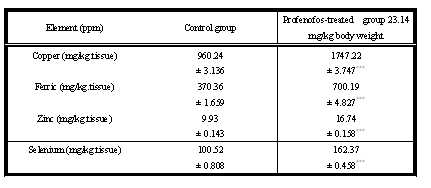 Element (ppm) Control group Profenofos-treated group 23.14
mg/kg body weight
Copper (mg/kg tissue) 960.24 1747.22
± 3.136 ± 3.747***
Ferric (mg/kg tissue) 370.36 700.19
± 1.659 ± 4.827***
Zinc (mg/kg tissue) 9.93 16.74
± 0.143 ± 0.158***
Selenium (mg/kg tissue) 100.52 162.37
± 0.808 ± 0.458***